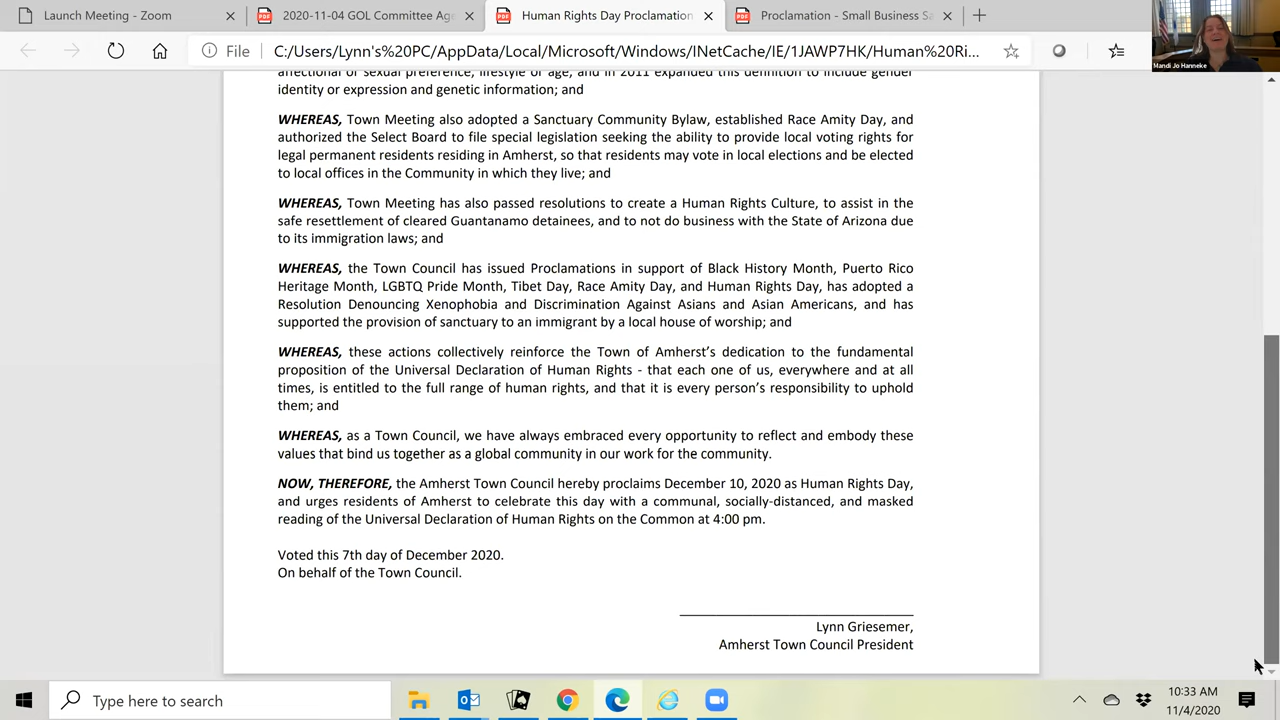 Launch Meeting - Zoom
2020-11-04 GOL Committee Age
Human Rights Day Proclamation
Proclamation - Small Business Sa
File
C:/Users/Lynn's%20PC/AppData/Local/Microsoft/Windows/INetCache/IE/1JAWP7HK/Human%20Ri...
Mandi Jo Hanneke
affectional or sexual preference, lifestyle or age, and in 2011 expanded this definition to include gender
identity or expression and genetic information; and
WHEREAS, Town Meeting also adopted a Sanctuary Community Bylaw, established Race Amity Day, and
authorized the Select Board to file special legislation seeking the ability to provide local voting rights for
legal permanent residents residing in Amherst, so that residents may vote in local elections and be elected
to local offices in the Community in which they live; and
WHEREAS, Town Meeting has also passed resolutions to create a Human Rights Culture, to assist in the
safe resettlement of cleared Guantanamo detainees, and to not do business with the State of Arizona due
to its immigration laws; and
WHEREAS, the Town Council has issued Proclamations in support of Black History Month, Puerto Rico
Heritage Month, LGBTQ Pride Month, Tibet Day, Race Amity Day, and Human Rights Day, has adopted a
Resolution Denouncing Xenophobia and Discrimination Against Asians and Asian Americans, and has
supported the provision of sanctuary to an immigrant by a local house of worship; and
WHEREAS, these actions collectively reinforce the Town of Amherst's dedication to the fundamental
proposition of the Universal Declaration of Human Rights - that each one of us, everywhere and at all
times, is entitled to the full range of human rights, and that it is every person's responsibility to uphold
them; and
WHEREAS, as a Town Council, we have always embraced every opportunity to reflect and embody these
values that bind us together as a global community in our work for the community.
NOW, THEREFORE, the Amherst Town Council hereby proclaims December 10, 2020 as Human Rights Day,
and urges residents of Amherst to celebrate this day with a communal, socially-distanced, and masked
reading of the Universal Declaration of Human Rights on the Common at 4:00 pm.
Voted this 7th day of December 2020.
On behalf of the Town Council.
Lynn Griesemer,
Amherst Town Council President
Type here to search
10:33 AM
11/4/2020